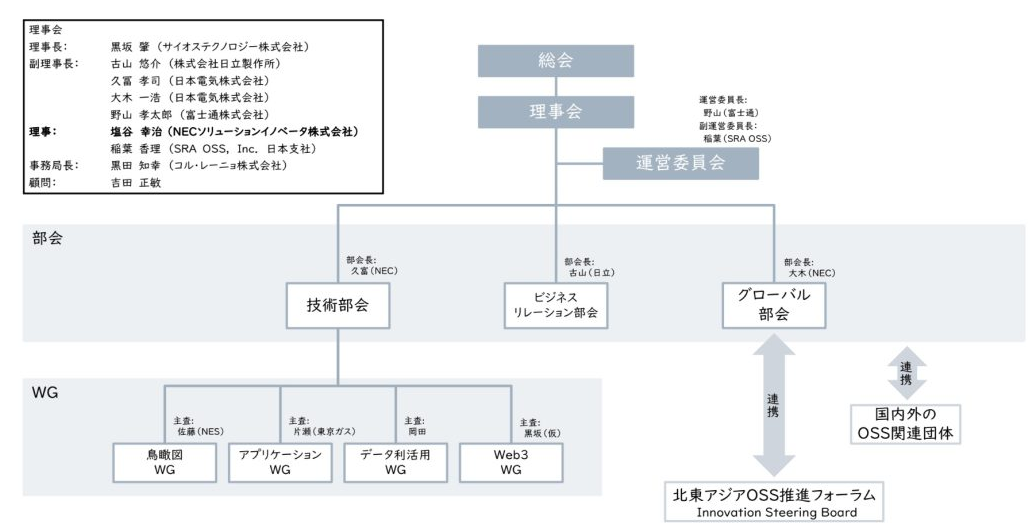 理事会
理事長： 黒坂 肇（サイオステクノロジー株式会社）
副理事長： 古山 悠介（株式会社日立製作所）
久冨 孝司（日本電気株式会社）
大木 一浩（日本電気株式会社）
野山 孝太郎（富士通株式会社）
理事： 塩谷 幸治（NECソリューションイノベータ株式会社）
稲葉 香理（SRA OSS, Inc. 日本支社）
事務局長： 黒田 知幸（コル・レーニョ株式会社）
顧問： 吉田 正敏
総会
理事会
運営委員長:
野山（富士通）
副運営委員長:
稲葉（SRA OSS）
運営委員会
部会
部会長:
久冨（NEC）
技術部会
部会長:
古山（日立）
ビジネス
リレーション部会
部会長:
大木（NEC）
グローバル
部会
WG
主査:
佐藤（NES）
鳥瞰図
WG
主査:
片瀬（東京ガス）
アプリケーション
WG
主査:
岡田
データ利活用
WG
主査:
黒坂（仮）
Web3
WG
連携
連携
国内外の
OSS関連団体
北東アジアOSS推進フォーラム
Innovation Steering Board